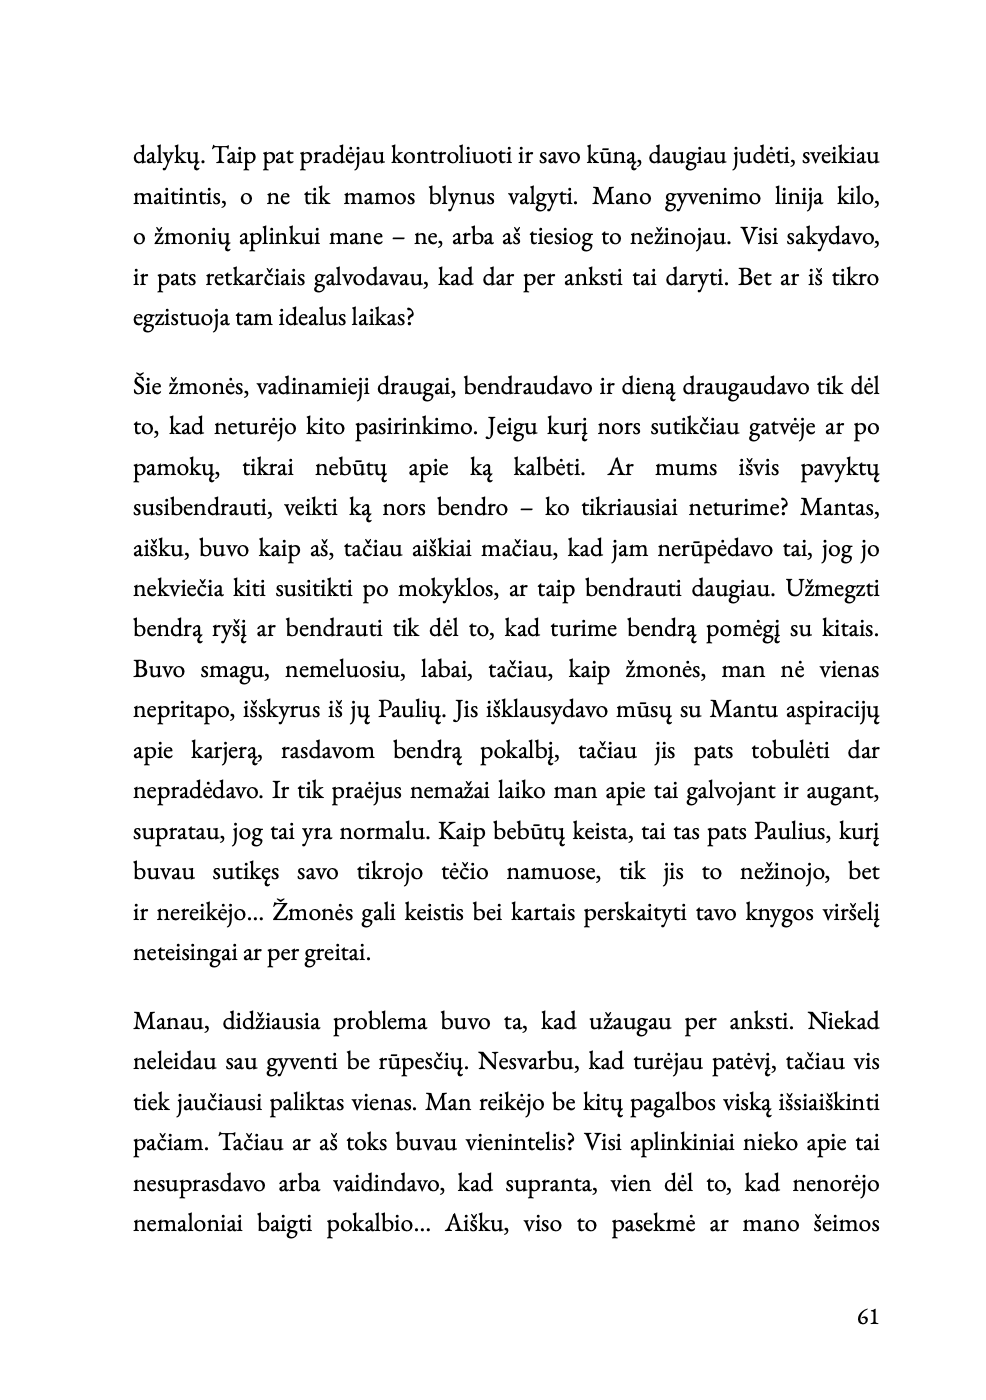 dalykų. Taip pat pradėjau kontroliuoti ir savo kūną, daugiau judėti, sveikiau
maitintis, o ne tik mamos blynus valgyti. Mano gyvenimo linija kilo,
o žmonių aplinkui mane – ne, arba aš tiesiog to nežinojau. Visi sakydavo,
ir pats retkarčiais galvodavau, kad dar per anksti tai daryti. Bet ar iš tikro
egzistuoja tam idealus laikas?
Šie žmonės, vadinamieji draugai, bendraudavo ir dieną draugaudavo tik dėl
to, kad neturėjo kito pasirinkimo. Jeigu kurį nors sutikčiau gatvėje ar po
pamokų, tikrai nebūtų apie ką kalbėti. Ar mums išvis pavyktų
susibendrauti, veikti ką nors bendro – ko tikriausiai neturime? Mantas,
aišku, buvo kaip aš, tačiau aiškiai mačiau, kad jam nerūpėdavo tai, jog jo
nekviečia kiti susitikti po mokyklos, ar taip bendrauti daugiau. Užmegzti
bendrą ryšį ar bendrauti tik dėl to, kad turime bendrą pomėgį su kitais.
Buvo smagu, nemeluosiu, labai, tačiau, kaip žmonės, man nė vienas
nepritapo, išskyrus iš jų Paulių. Jis išklausydavo mūsų su Mantu aspiracijų
apie karjerą, rasdavom bendrą pokalbį, tačiau jis pats tobulėti dar
nepradėdavo. Ir tik praėjus nemažai laiko man apie tai galvojant ir augant,
supratau, jog tai yra normalu. Kaip bebūtų keista, tai tas pats Paulius, kurį
buvau sutikęs savo tikrojo tėčio namuose, tik jis to nežinojo, bet
ir nereikėjo... Žmonės gali keistis bei kartais perskaityti tavo knygos viršelį
neteisingai ar per greitai.
Manau, didžiausia problema buvo ta, kad užaugau per anksti. Niekad
neleidau sau gyventi be rūpesčių. Nesvarbu, kad turėjau patėvį, tačiau vis
tiek jaučiausi paliktas vienas. Man reikėjo be kitų pagalbos viską išsiaiškinti
pačiam. Tačiau ar aš toks buvau vienintelis? Visi aplinkiniai nieko apie tai
nesuprasdavo arba vaidindavo, kad supranta, vien dėl to, kad nenorėjo
nemaloniai baigti pokalbio... Aišku, viso to pasekmė ar mano šeimos
61